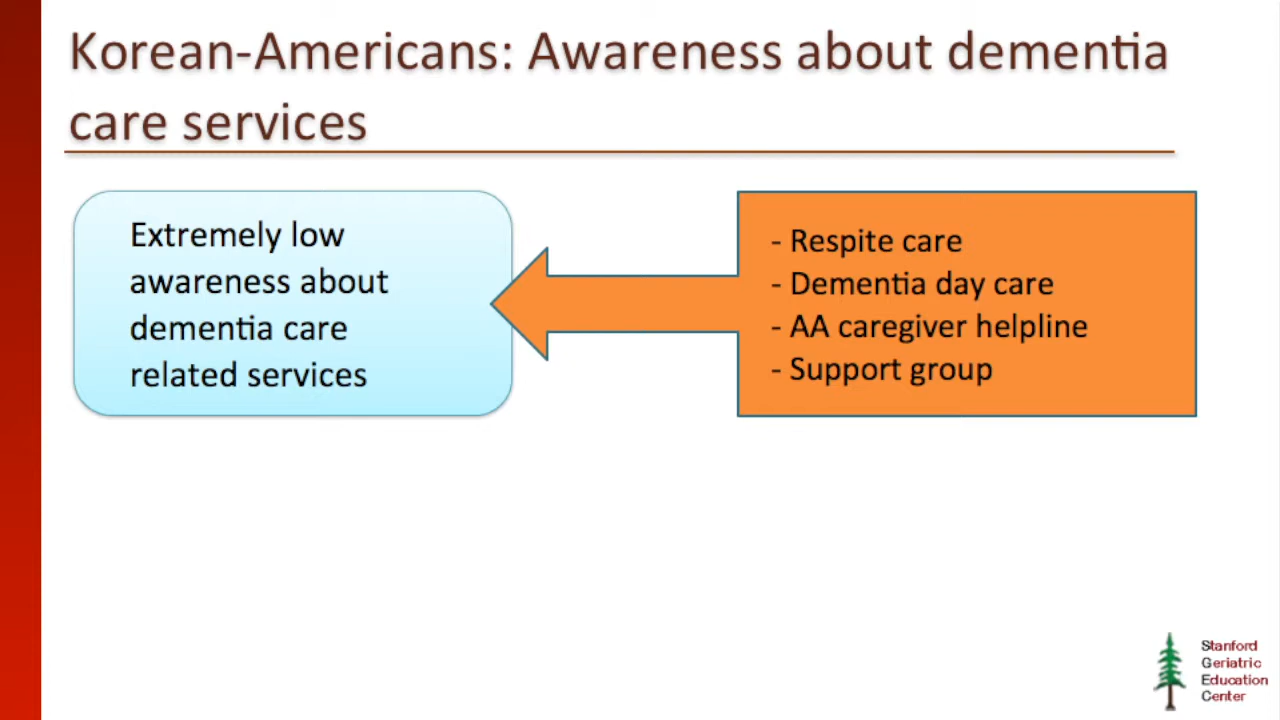 Korean-Americans: Awareness about dementia
care services
Extremely low
awareness about
dementia care
related services
- Respite care
- Dementia day care
- AA caregiver helpline
- Support group
Stanford
Geriatric
Education
Center